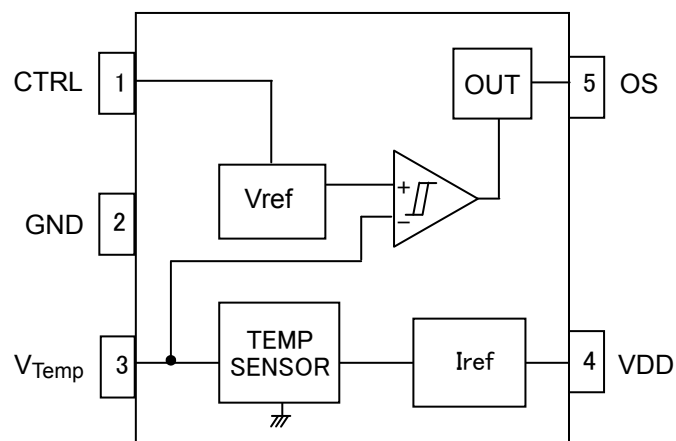 CTRL 1
5 OS
OUT
Vref
+
−
GND 2
VTemp 3
TEMP
SENSOR
Iref
4 VDD